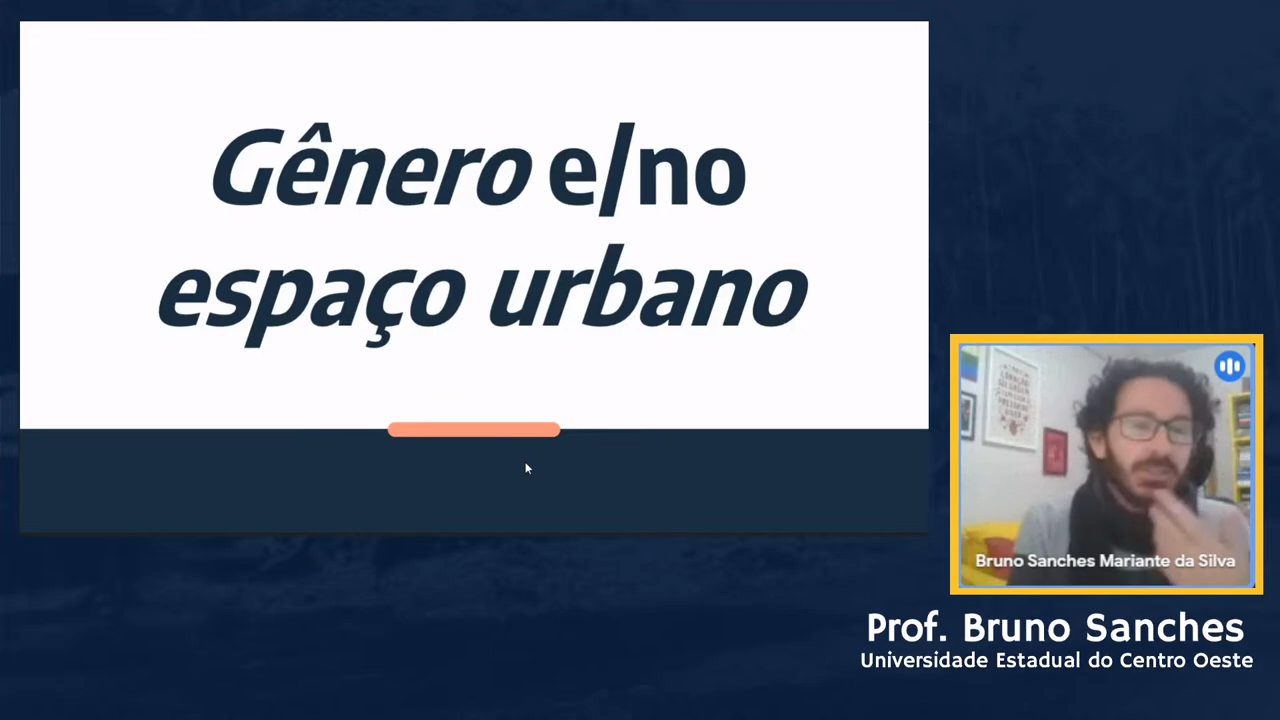 Gênero e/no
espaço urbano
Bruno Sanches Mariante da Silva
Prof. Bruno Sanches
Universidade Estadual do Centro Oeste